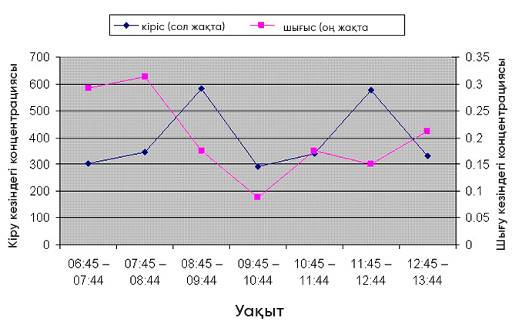 кіріс (сол жақта)
шығыс (оң жақта
Кіру кезіндегі концентрациясы
700
600
500
400
300
200
100
0
0.35
0.3
0.25
0.2
0.15
0.1
0.05
0
Шығу кезіндегі концентрациясы
06:45 – 07:45 – 08:45 – 09:45 – 10:45 – 11:45 – 12:45 –
07:44 08:44 09:44 10:44 11:44 12:44 13:44
Уақыт